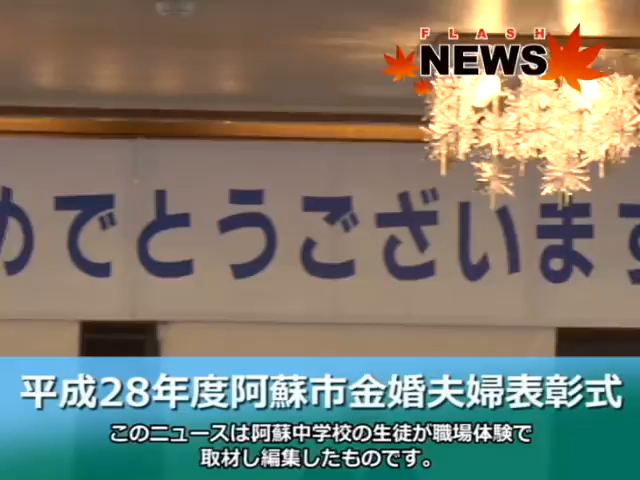 FLASH
NEWS
めでとうございます
平成28年度阿蘇市金婚夫婦表彰式
このニュースは阿蘇中学校の生徒が職場体験で
取材し編集したものです。